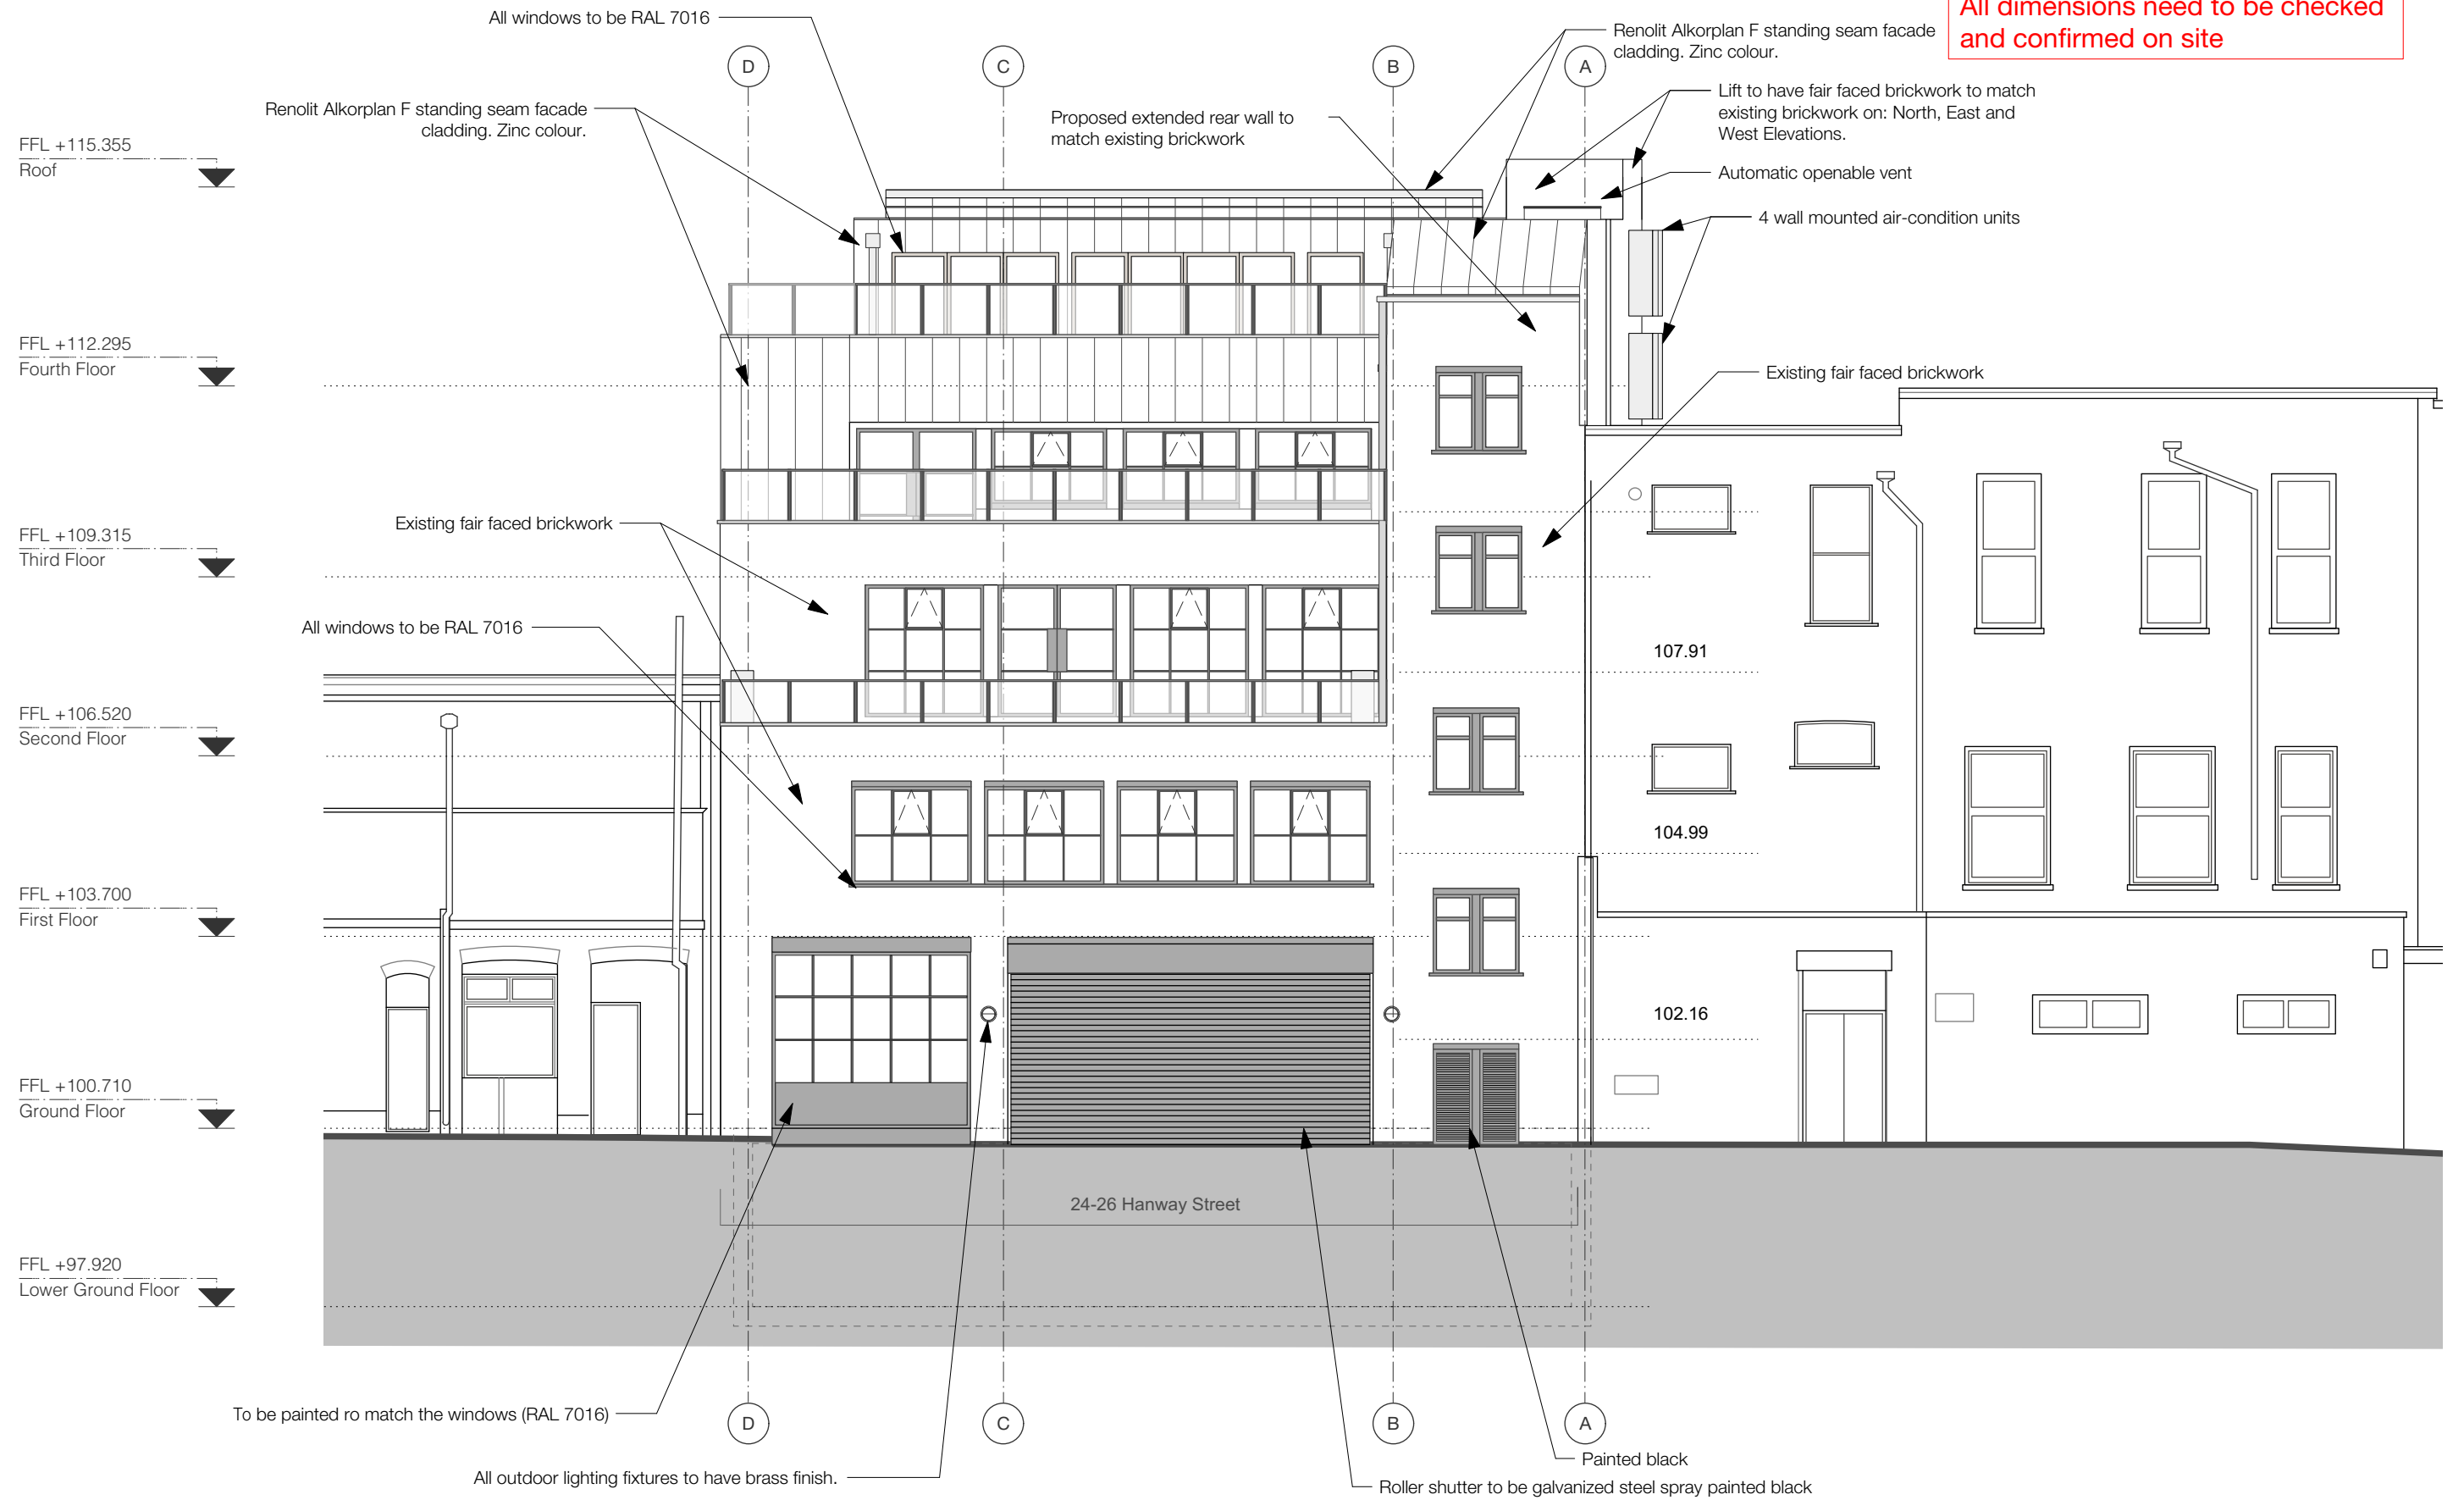 All windows to be RAL 7016
All dimensions need to be checked
and confirmed on site
Renolit Alkorplan F standing seam facade
cladding. Zinc colour.
D
C
B
A
Renolit Alkorplan F standing seam facade
cladding. Zinc colour.
Proposed extended rear wall to
match existing brickwork
Lift to have fair faced brickwork to match
existing brickwork on: North, East and
West Elevations.
FFL +115.355
Roof
Automatic openable vent
4 wall mounted air-condition units
FFL +112.295
Fourth Floor
Existing fair faced brickwork
Existing fair faced brickwork
FFL +109.315
Third Floor
All windows to be RAL 7016
107.91
FFL +106.520
Second Floor
104.99
FFL +103.700
First Floor
102.16
FFL +100.710
Ground Floor
24-26 Hanway Street
FFL +97.920
Lower Ground Floor
To be painted ro match the windows (RAL 7016)
D
C
B
A
Painted black
All outdoor lighting fixtures to have brass finish.
Roller shutter to be galvanized steel spray painted black